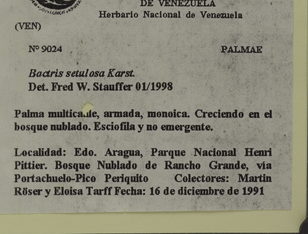 DE VENEZUELA
Herbario Nacional de Venezuela
(VEN)
Nº 9024 PALMAE
Bactris setulosa Karst.
Det. Fred W. Stauffer 01/1998
Palma multicaule, armada, monoica. Creciendo en el
bosque nublado. Esciofila y no emergente.
Localidad: Edo. Aragua, Parque Nacional Henri
Pittier. Bosque Nublado de Rancho Grande, via
Portachuelo-Pico Periquito Colectores: Martin
Röser y Eloisa Tarff Fecha: 16 de diciembre de 1991